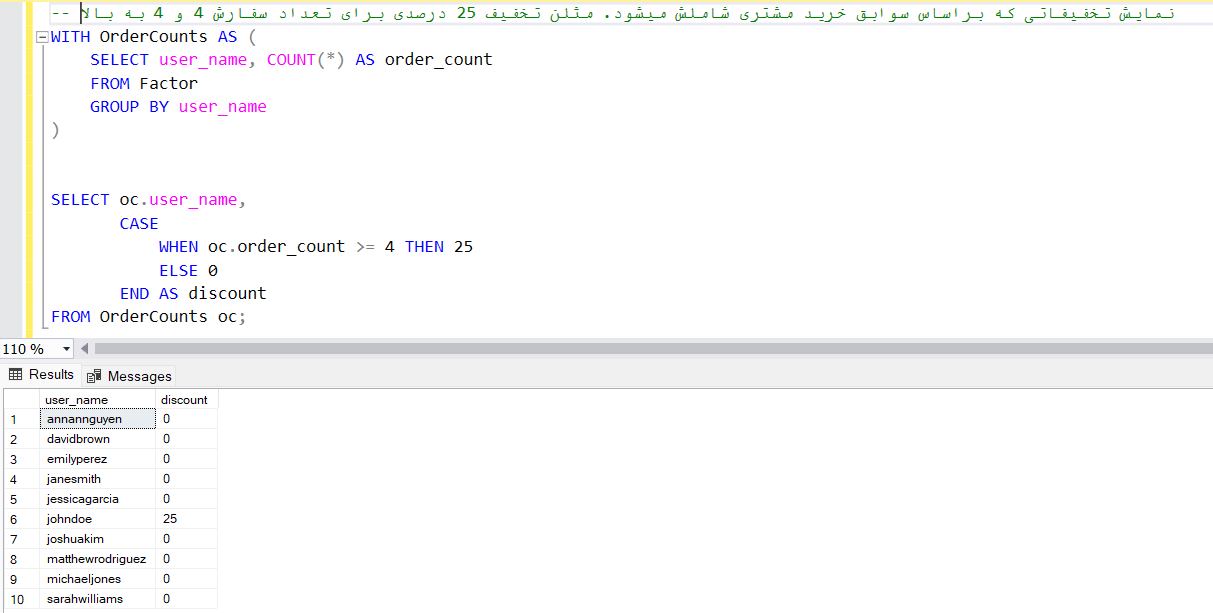 -- نمایش تخفیفاتی که براساس سوابق خرید مشتری شاملش میشود. مثلن تخفیف 25 درصدی برای تعداد سفارش 4 و 4 به بالا
WITH OrderCounts AS (
SELECT user_name, COUNT(*) AS order_count
FROM Factor
GROUP BY user_name
)
SELECT oc.user_name,
CASE
WHEN oc.order_count >= 4 THEN 25
ELSE 0
END AS discount
FROM OrderCounts oc;
110 %
Results Messages
user_name discount
1 annannguyen 0
2 davidbrown 0
3 emilyperez 0
4 janesmith 0
5 jessicagarcia 0
6 johndoe 25
7 joshuakim 0
8 matthewrodriguez 0
9 michaeljones 0
10 sarahwilliams 0